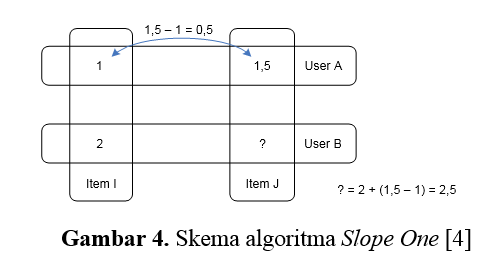 1,5 – 1 = 0,5
1 1,5 User A
2 ? User B
Item I Item J
? = 2 + (1,5 – 1) = 2,5
Gambar 4. Skema algoritma Slope One [4]